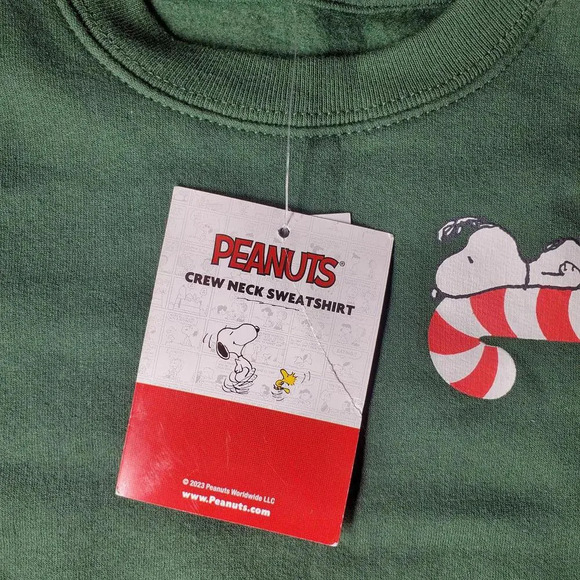 PEANUTS®
CREW NECK SWEATSHIRT
© 2023 Peanuts Worldwide LLC
www.Peanuts.com